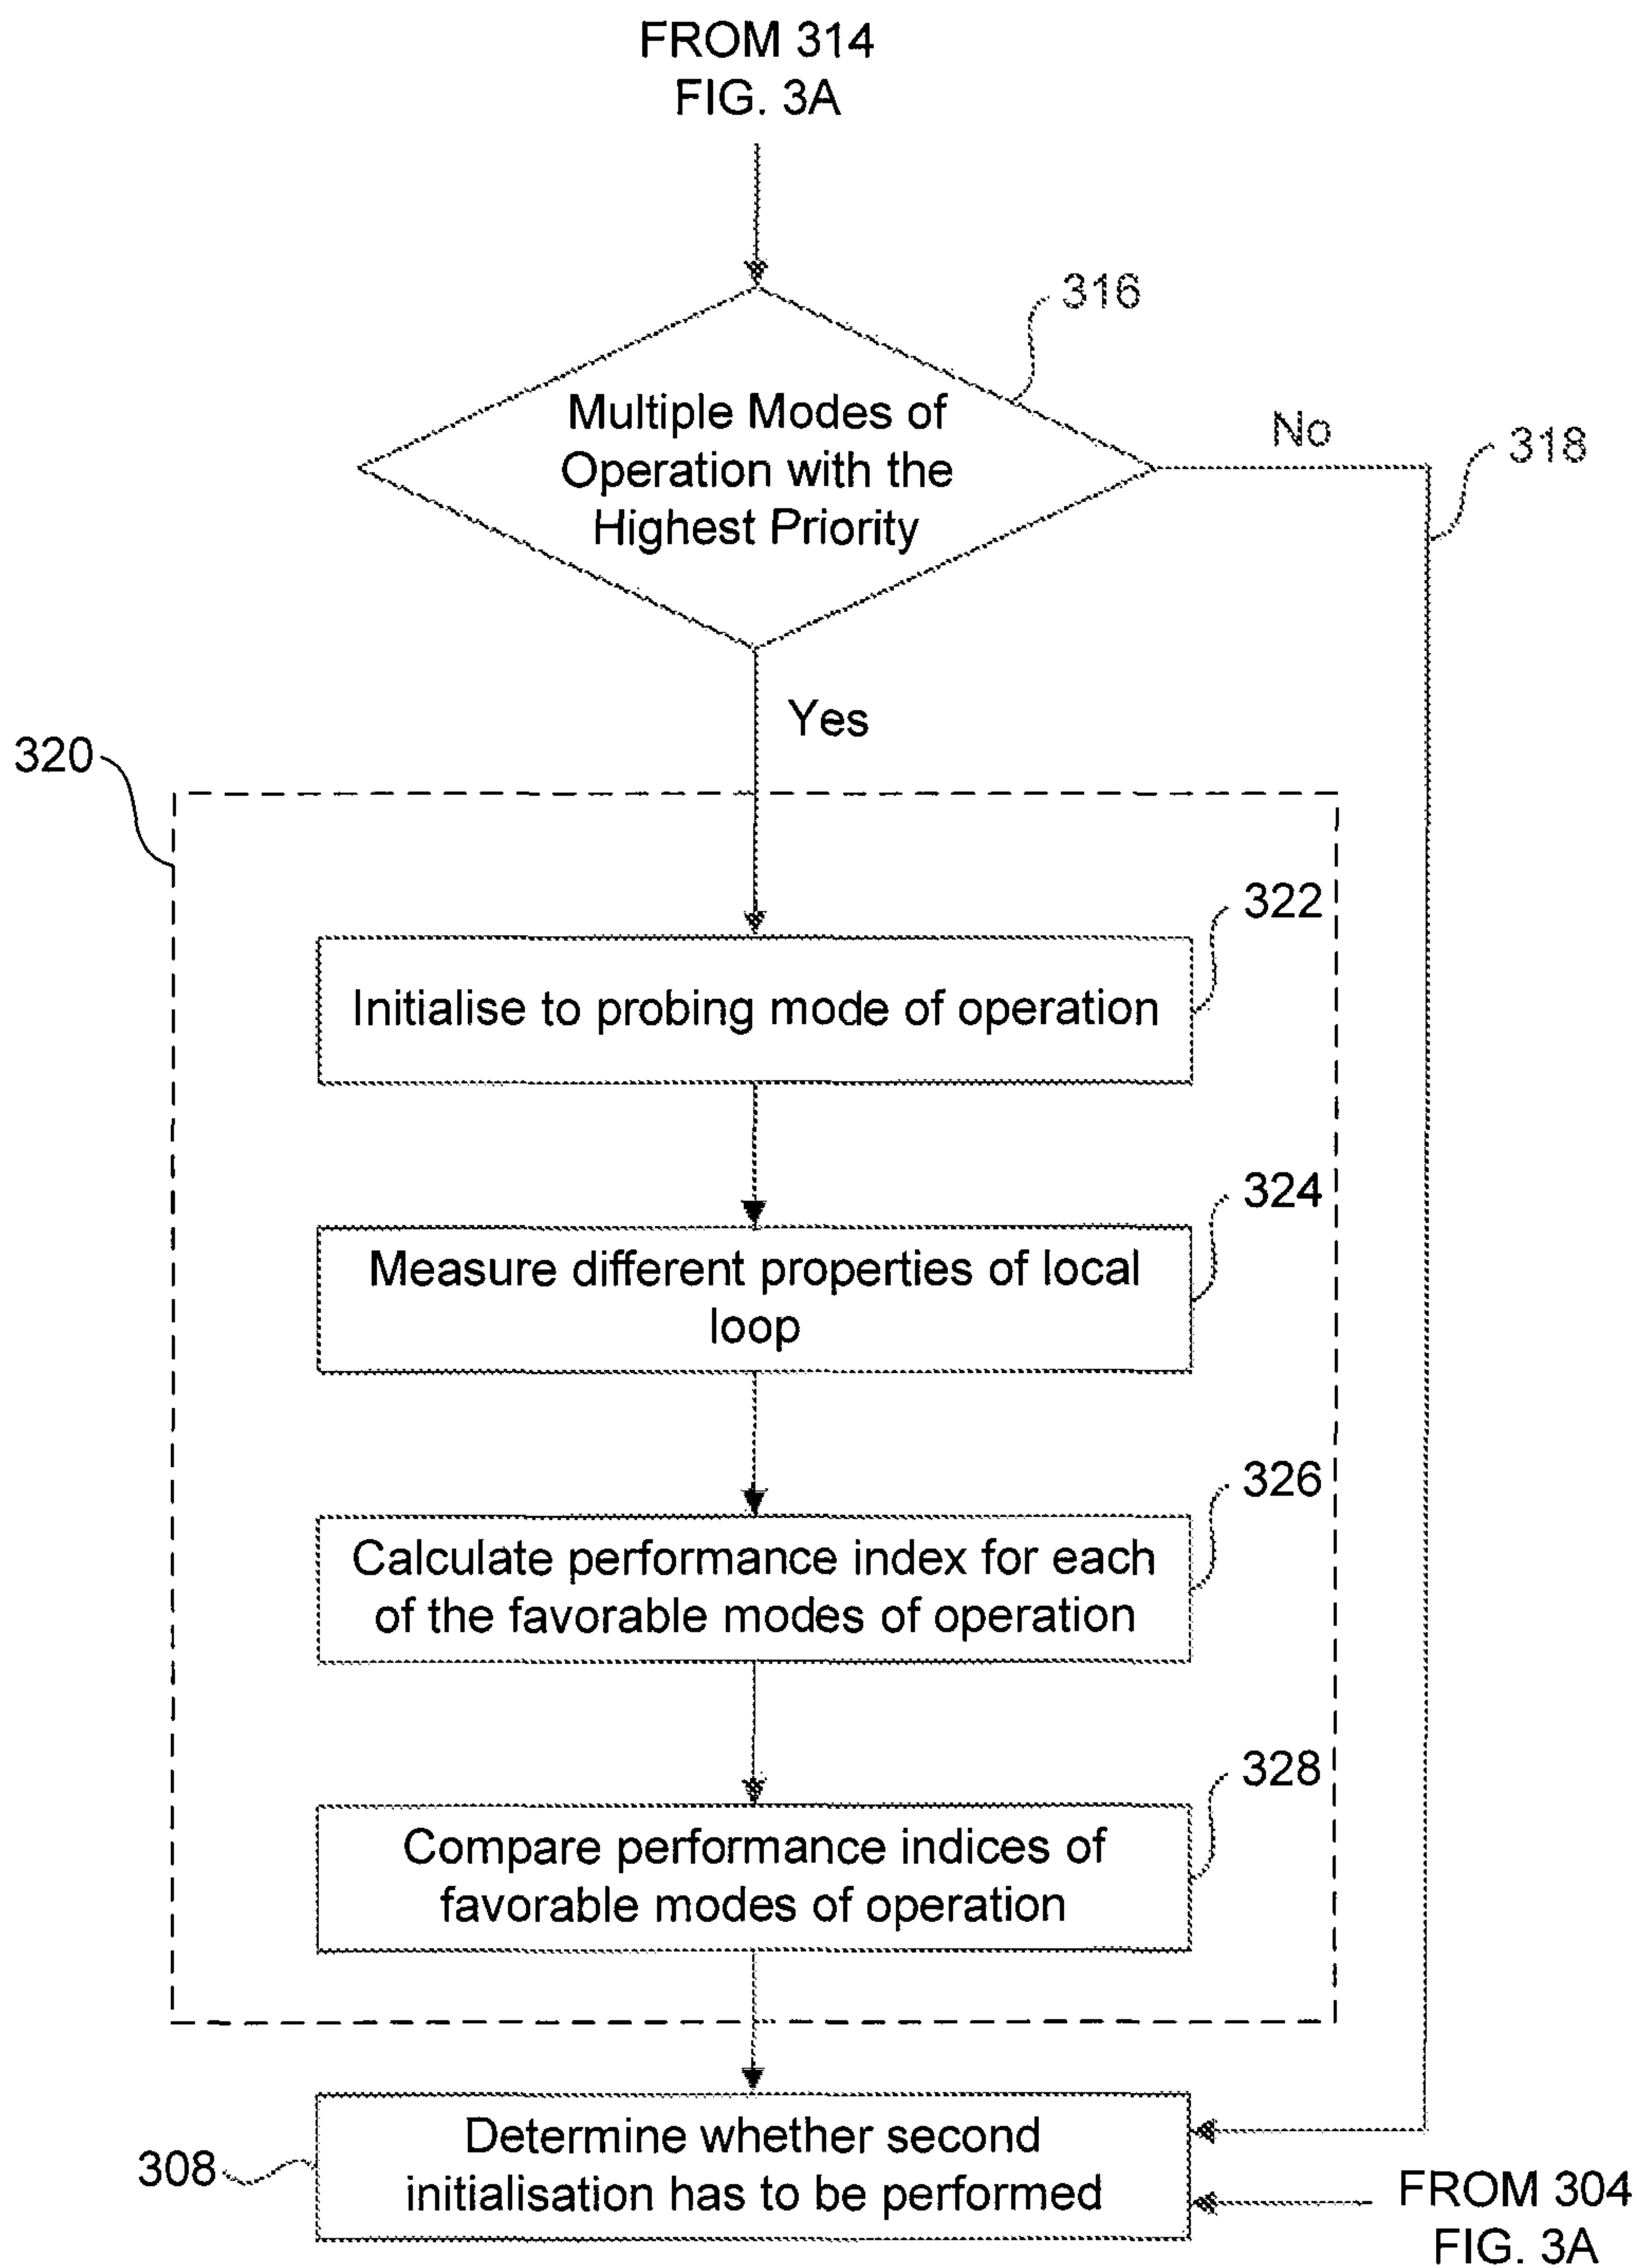 FROM 314
FIG. 3A
316
Multiple Modes of
Operation with the
Highest Priority
No
318
Yes
320
322
Initialise to probing mode of operation
324
Measure different properties of local
loop
326
Calculate performance index for each
of the favorable modes of operation
328
Compare performance indices of
favorable modes of operation
308
Determine whether second
initialisation has to be performed
FROM 304
FIG. 3A